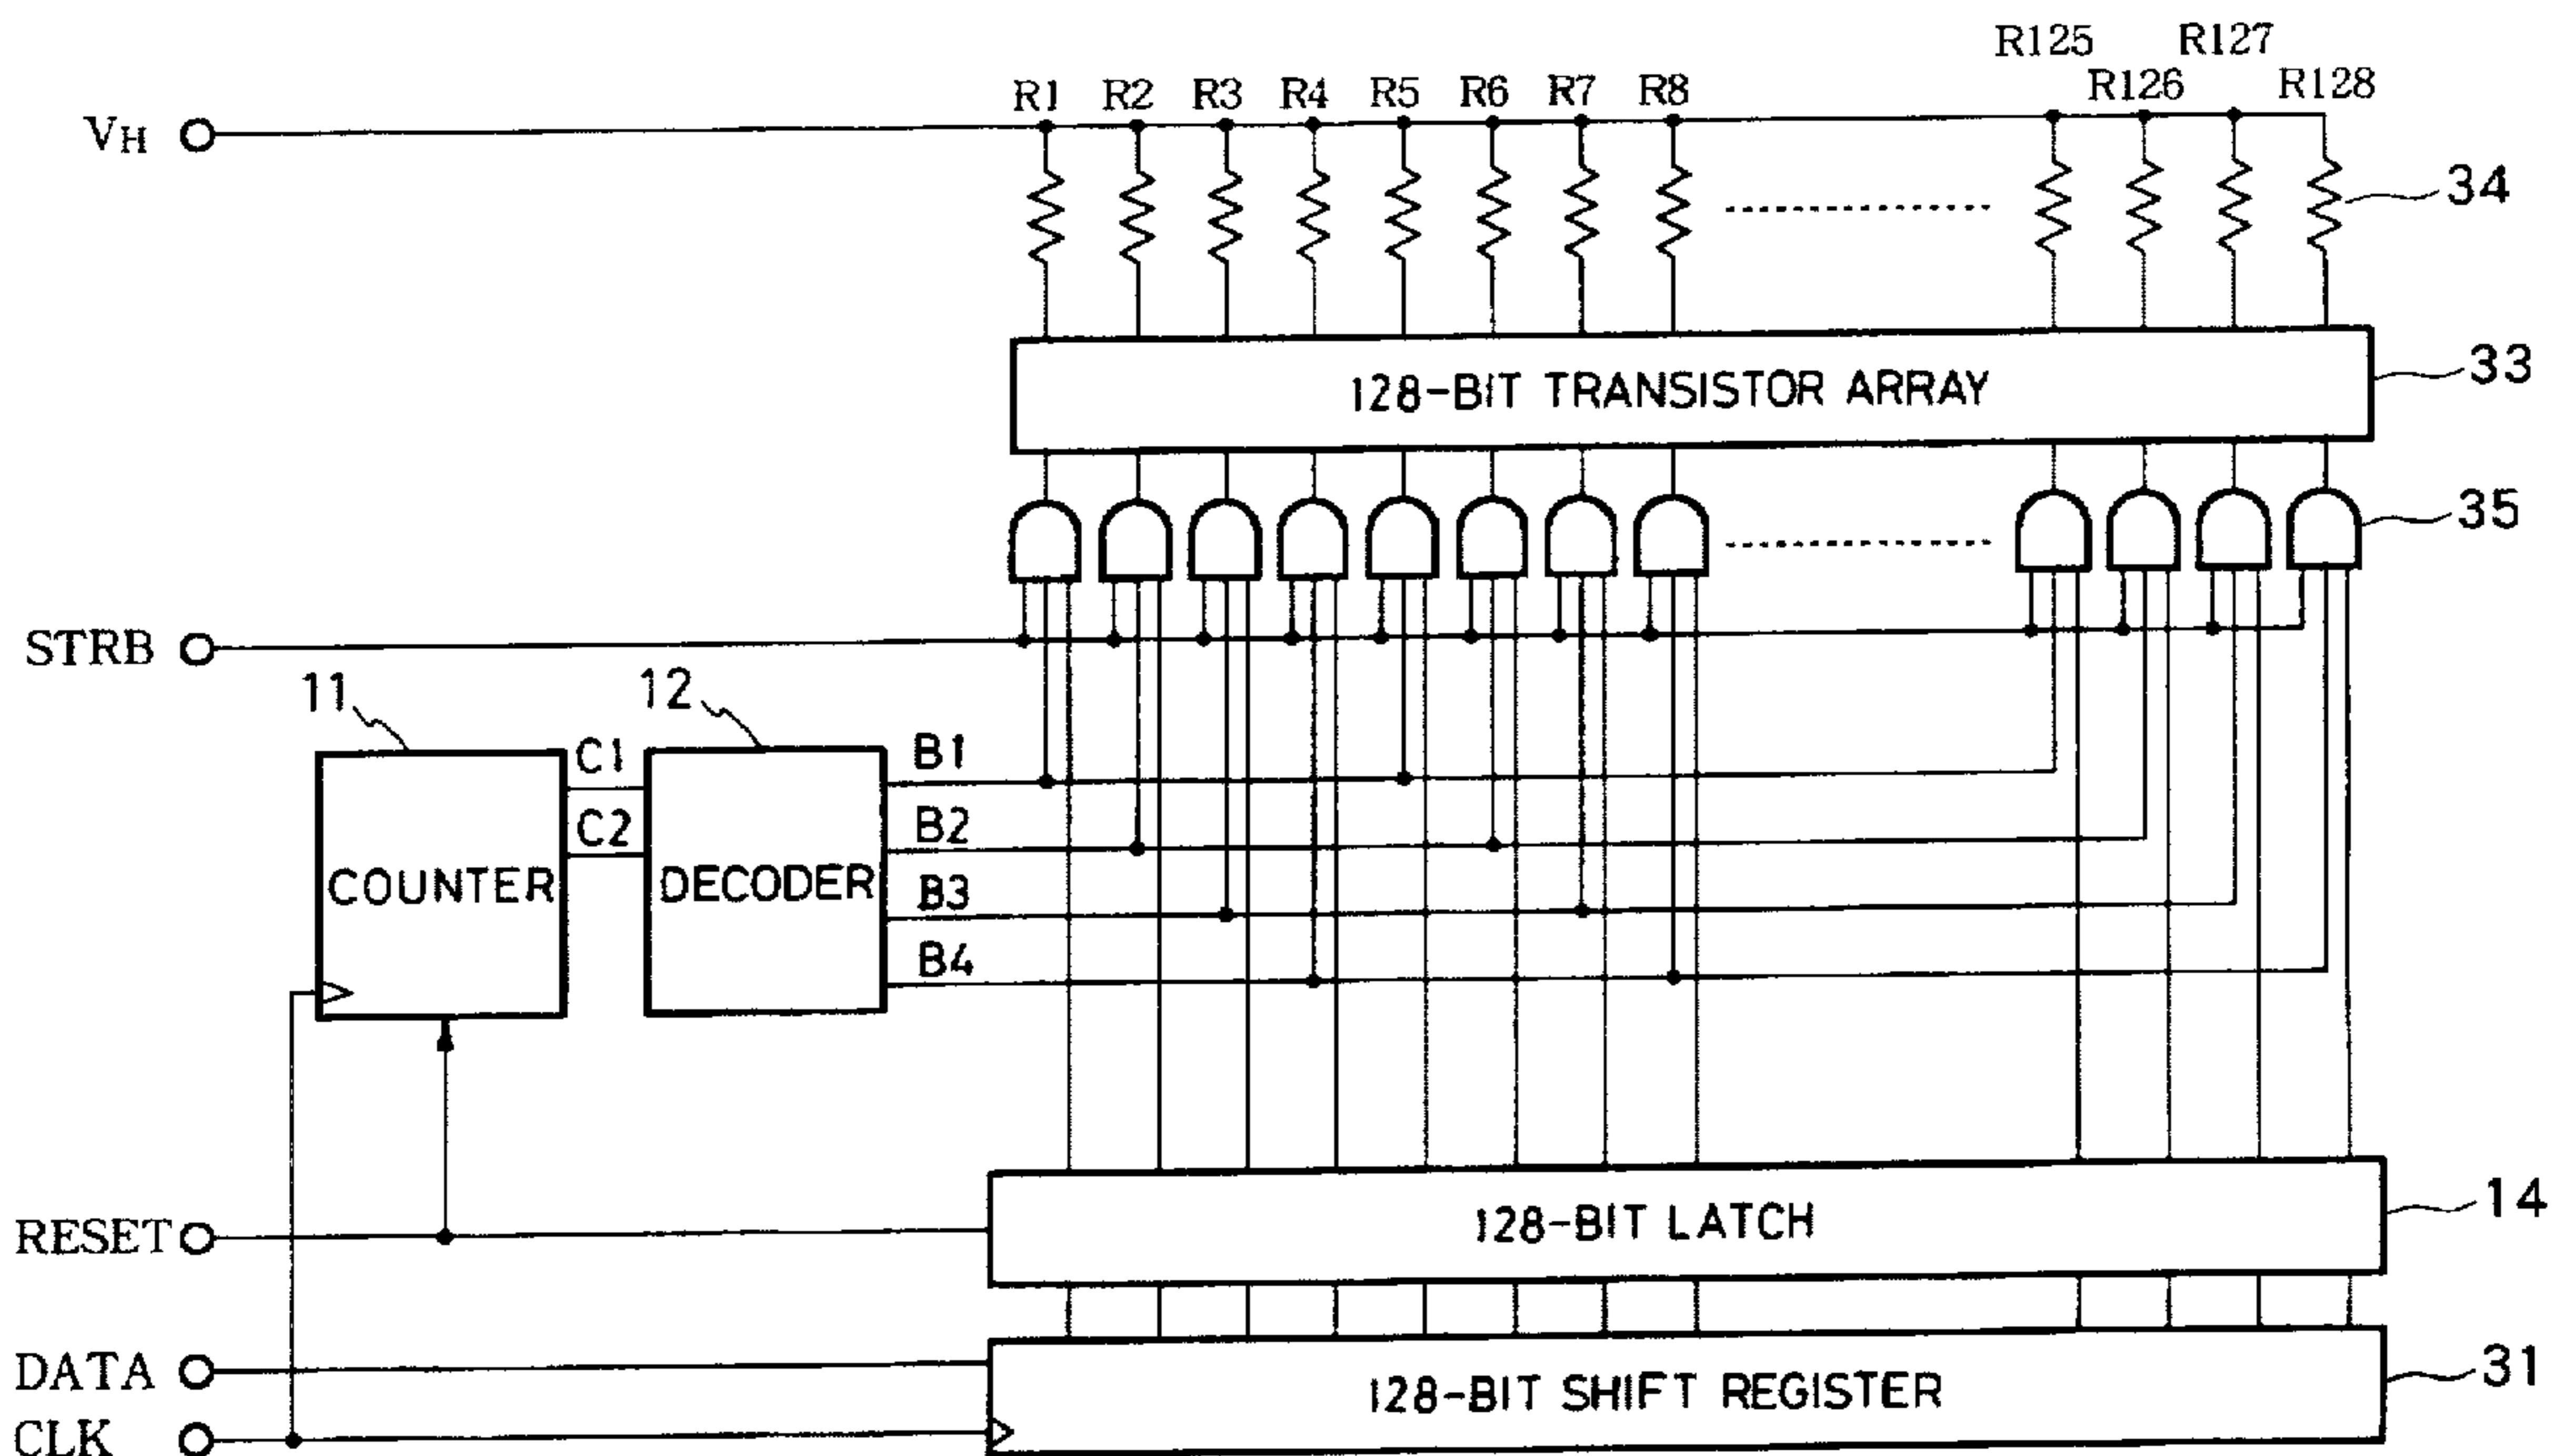 R125 R127
R1 R2 R3 R4 R5 R6 R7 R8 R126 R128
VH
34
128-BIT TRANSISTOR ARRAY
33
35
STRB
11
12
C1
C2
COUNTER
DECODER
B1
B2
B3
B4
RESET
128-BIT LATCH
14
DATA
128-BIT SHIFT REGISTER
31
CLK